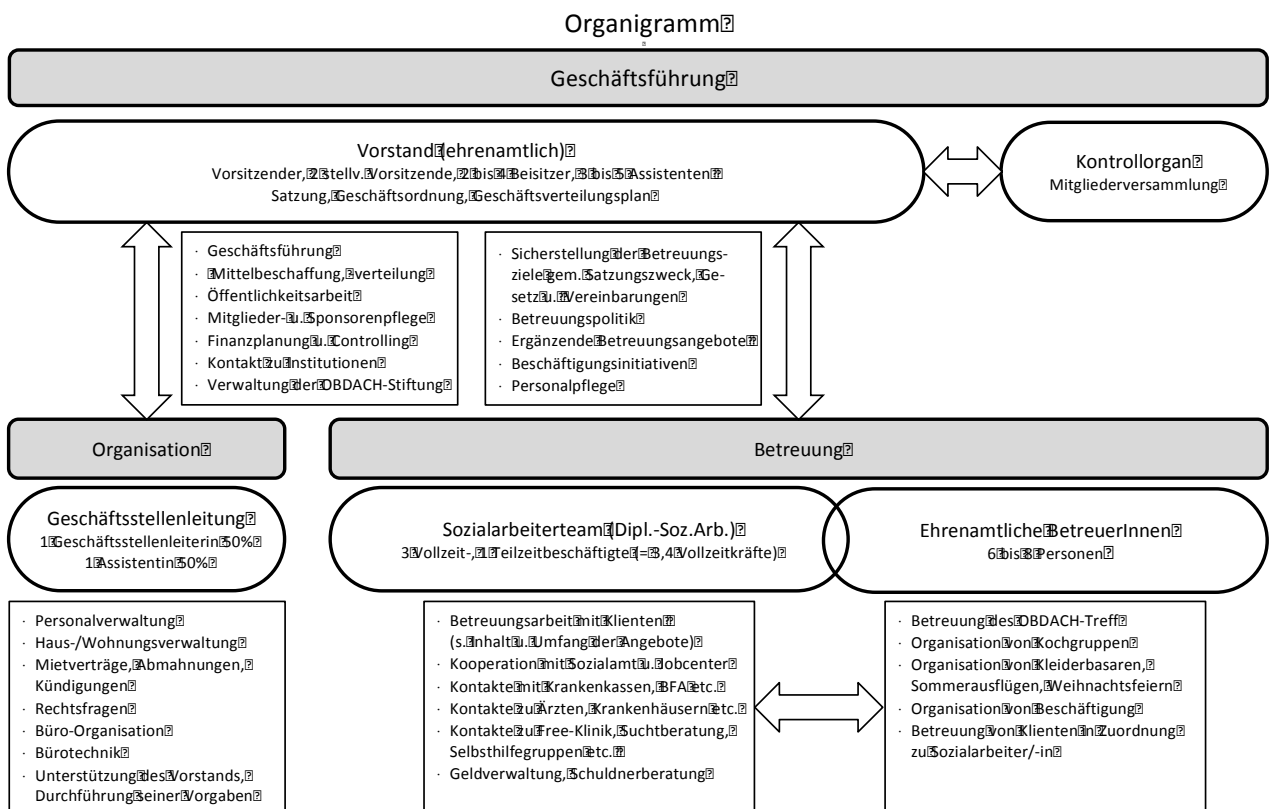 Organigramm
Geschäftsführung
Vorstand (ehrenamtlich)
Vorsitzender, 2 stellv. Vorsitzende, 2 bis 4 Beisitzer, 3 bis 5 Assistenten
Satzung, Geschäftsordnung, Geschäftsverteilungsplan
Kontrollorgan
Mitgliederversammlung
· Geschäftsführung
· Mittelbeschaffung, -verteilung
· Öffentlichkeitsarbeit
· Mitglieder- u. Sponsorenpflege
· Finanzplanung u. Controlling
· Kontakt zu Institutionen
· Verwaltung der OBDACH-Stiftung
· Sicherstellung der Betreuungs-
ziele gem. Satzungszweck, Ge-
setz u. Vereinbarungen
· Betreuungspolitik
· Ergänzende Betreuungsangebote
· Beschäftigungsinitiativen
· Personalpflege
Organisation
Betreuung
Geschäftsstellenleitung
1 Geschäftsstellenleiterin 50%
1 Assistentin 50%
Sozialarbeiterteam (Dipl.-Soz.Arb.)
3 Vollzeit-, 1 Teilzeitbeschäftigte (= 3,4 Vollzeitkräfte)
Ehrenamtliche BetreuerInnen
6 bis 8 Personen
· Personalverwaltung
· Haus-/Wohnungsverwaltung
· Mietverträge, Abmahnungen,
Kündigungen
· Rechtsfragen
· Büro-Organisation
· Bürotechnik
· Unterstützung des Vorstands,
Durchführung seiner Vorgaben
· Betreuungsarbeit mit Klienten
(s. Inhalt u. Umfang der Angebote)
· Kooperation mit Sozialamt u. Jobcenter
· Kontakte mit Krankenkassen, BFA etc.
· Kontakte zu Ärzten, Krankenhäusern etc.
· Kontakte zu Free-Klinik, Suchtberatung,
Selbsthilfegruppen etc.
· Geldverwaltung, Schuldnerberatung
· Betreuung des OBDACH-Treff
· Organisation von Kochgruppen
· Organisation von Kleiderbasaren,
Sommerausflügen, Weihnachtsfeiern
· Organisation von Beschäftigung
· Betreuung von Klienten in Zuordnung
zu Sozialarbeiter/-in